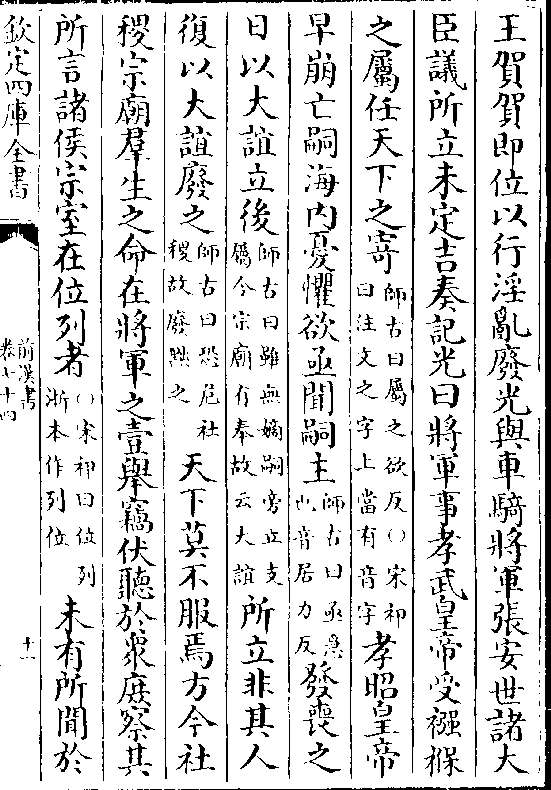 王賀賀即位以行淫亂廢光與車騎將軍張安世諸大
臣議所立未定吉奏記光曰將軍事孝武皇帝受襁褓
之屬任天下之寄師古曰屬之欲反○宋祁曰注文之字上當有音字孝昭皇帝
早崩亡嗣海内憂懼欲亟聞嗣主師古曰亟急也音居力反發喪之
日以大誼立後師古曰雖無嫡嗣旁立支屬今宗廟有奉故云大誼所立非其人
復以大誼廢之師古曰恐危社稷故廢黜之天下莫不服焉方今社
稷宗廟羣生之命在將軍之壹舉竊伏聽於衆庶察其
所言諸侯宗室在位列者○宋祁曰位列浙本作列位未有所聞於
欽定四庫全書
前漢書
卷七十四
十一